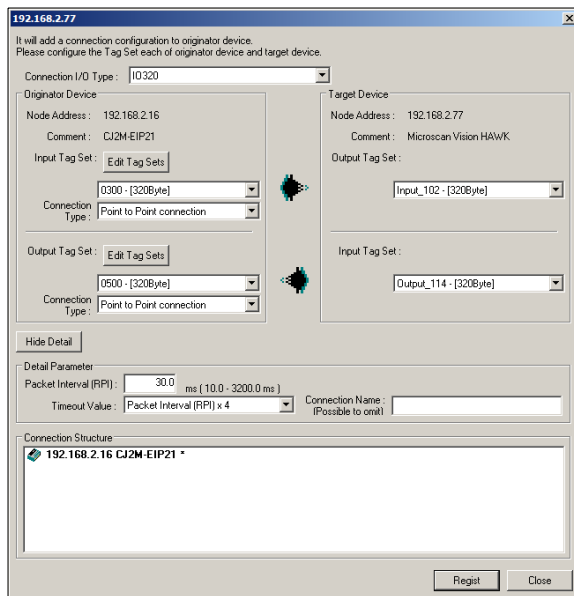 192.168.2.77
It will add a connection configuration to originator device.
Please configure the Tag Set each of originator device and target device.
Connection I/O Type : IO320
Originator Device
Node Address : 192.168.2.16
Comment : CJ2M-EIP21
Input Tag Set : Edit Tag Sets
0300 - [320Byte]
Connection Type : Point to Point connection
Output Tag Set : Edit Tag Sets
0500 - [320Byte]
Connection Type : Point to Point connection
Target Device
Node Address : 192.168.2.77
Comment : Microscan Vision HAWK
Output Tag Set :
Input_102 - [320Byte]
Input Tag Set :
Output_114 - [320Byte]
Hide Detail
Detail Parameter
Packet Interval (RPI) : 30.0 ms ( 10.0 - 3200.0 ms )
Timeout Value : Packet Interval (RPI) x 4
Connection Name :
(Possible to omit)
Connection Structure
192.168.2.16 CJ2M-EIP21 *
Regist Close